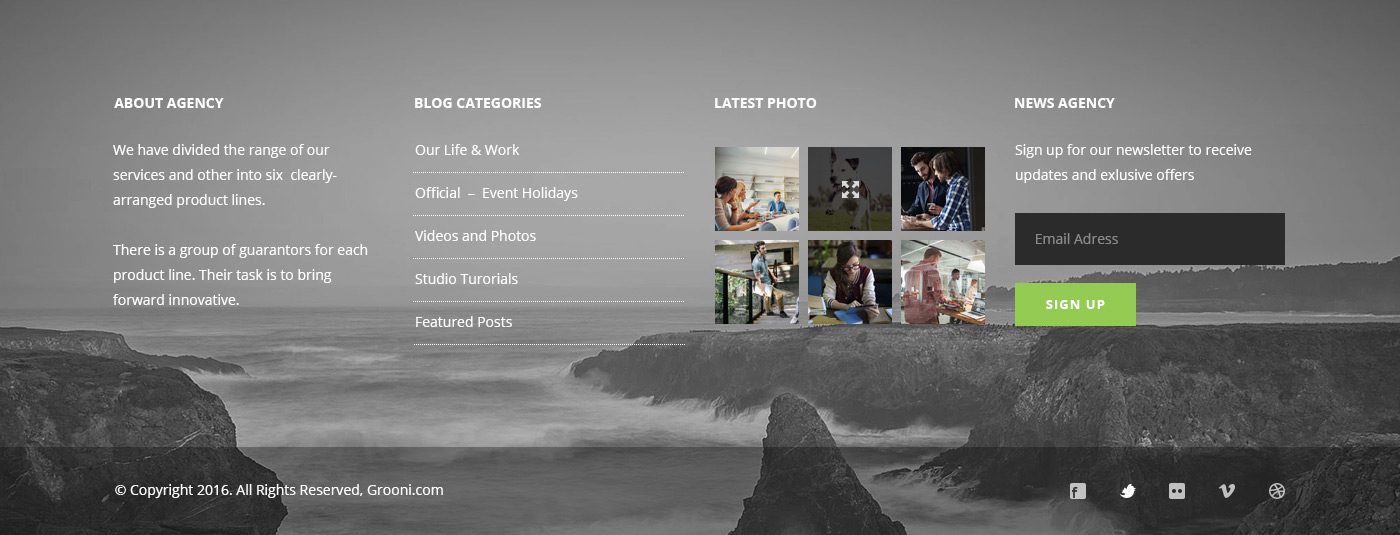 ABOUT AGENCY
We have divided the range of our
services and other into six  clearly-
arranged product lines.
There is a group of guarantors for each
product line. Their task is to bring
forward innovative.
BLOG CATEGORIES
Our Life & Work
Official  –  Event Holidays
Videos and Photos
Studio Turorials
Featured Posts
LATEST PHOTO
NEWS AGENCY
Sign up for our newsletter to receive
updates and exlusive offers
Email Adress
SIGN UP
© Copyright 2016. All Rights Reserved, Grooni.com